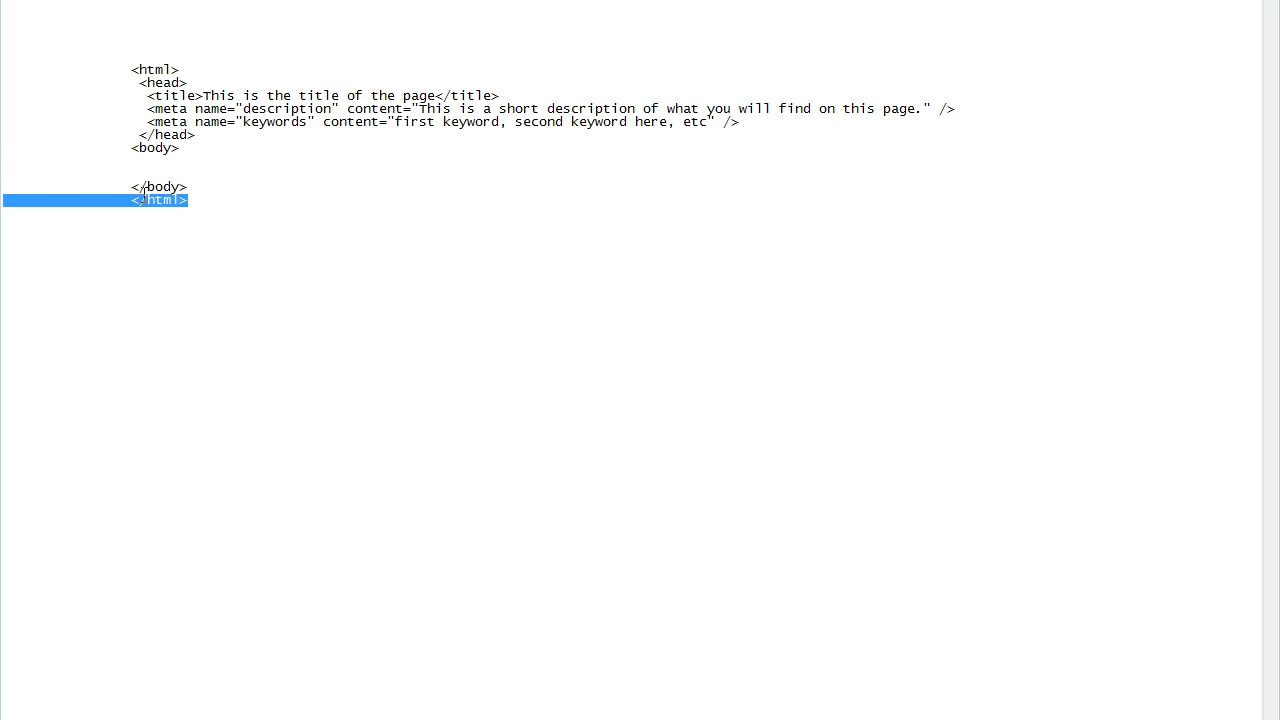 <html>
<head>
<title>This is the title of the page</title>
<meta name="description" content="This is a short description of what you will find on this page." />
<meta name="keywords" content="first keyword, second keyword here, etc" />
</head>
<body>
</body>
</html>